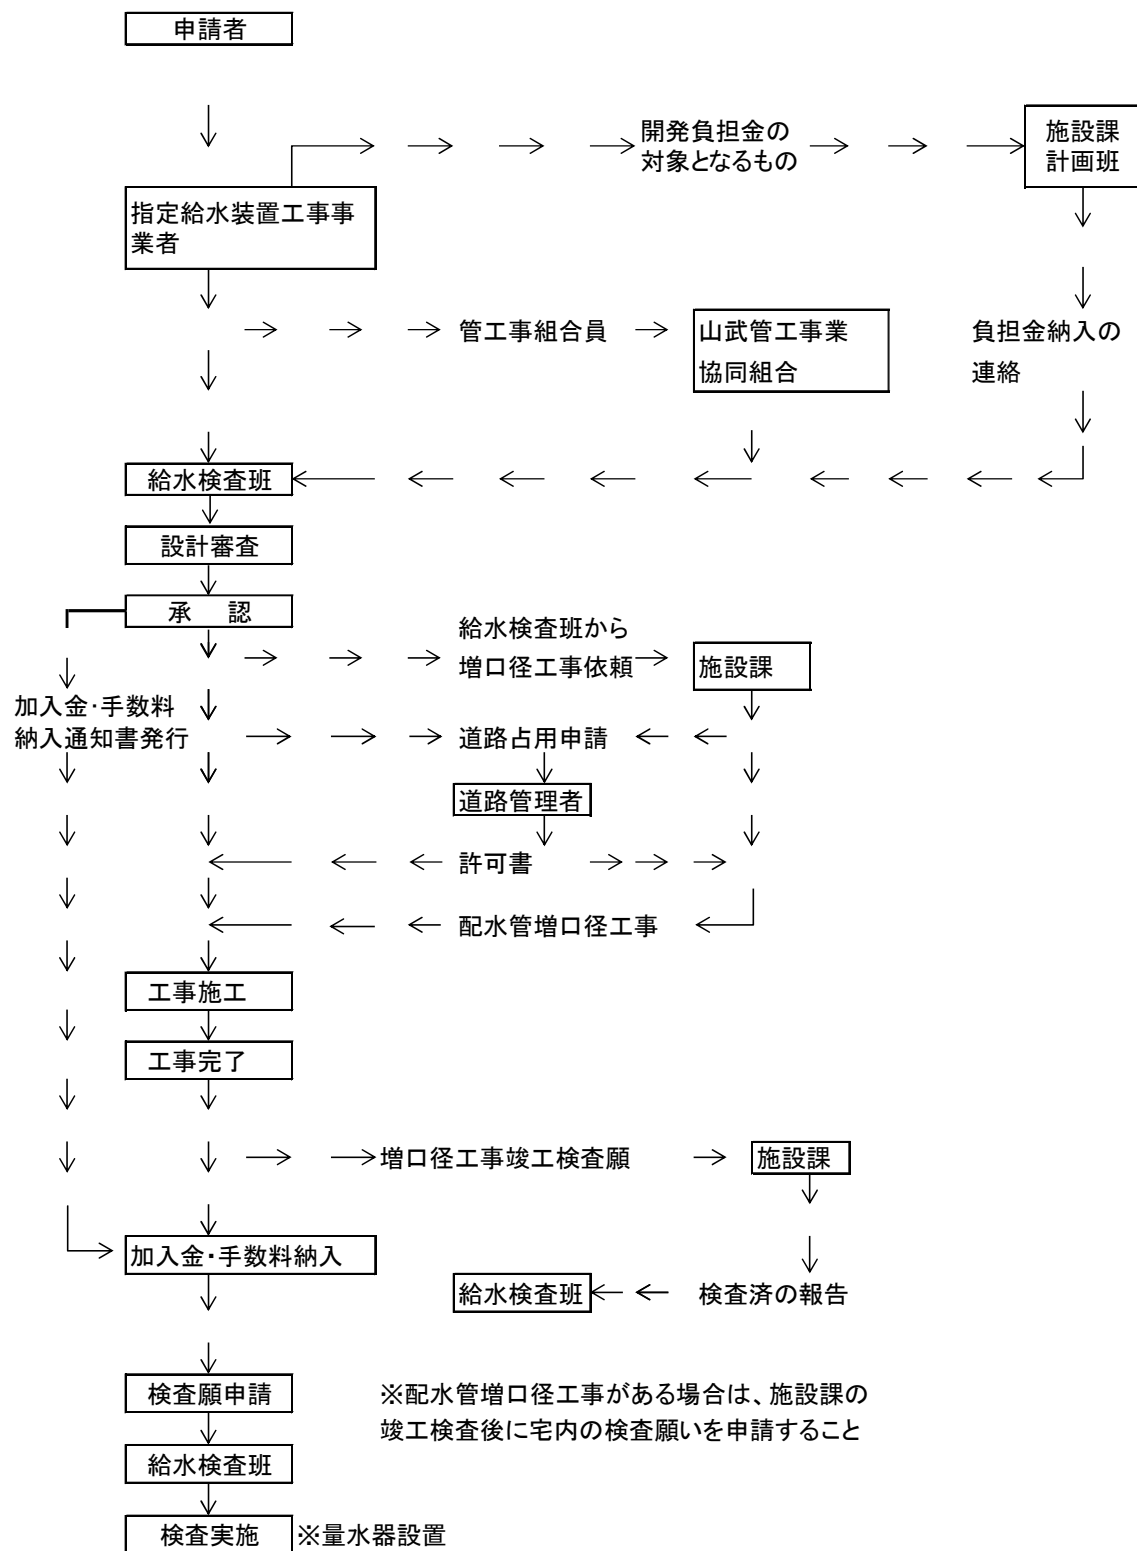 申請者
開発負担金の
対象となるもの
施設課
計画班
指定給水装置工事事
業者
管工事組合員
山武管工事業
協同組合
負担金納入の
連絡
給水検査班
設計審査
承　認
給水検査班から
増口径工事依頼
施設課
加入金・手数料
納入通知書発行
道路占用申請
道路管理者
許可書
配水管増口径工事
工事施工
工事完了
増口径工事竣工検査願
施設課
加入金・手数料納入
給水検査班
検査済の報告
検査願申請
※配水管増口径工事がある場合は、施設課の
竣工検査後に宅内の検査願いを申請すること
給水検査班
検査実施
※量水器設置